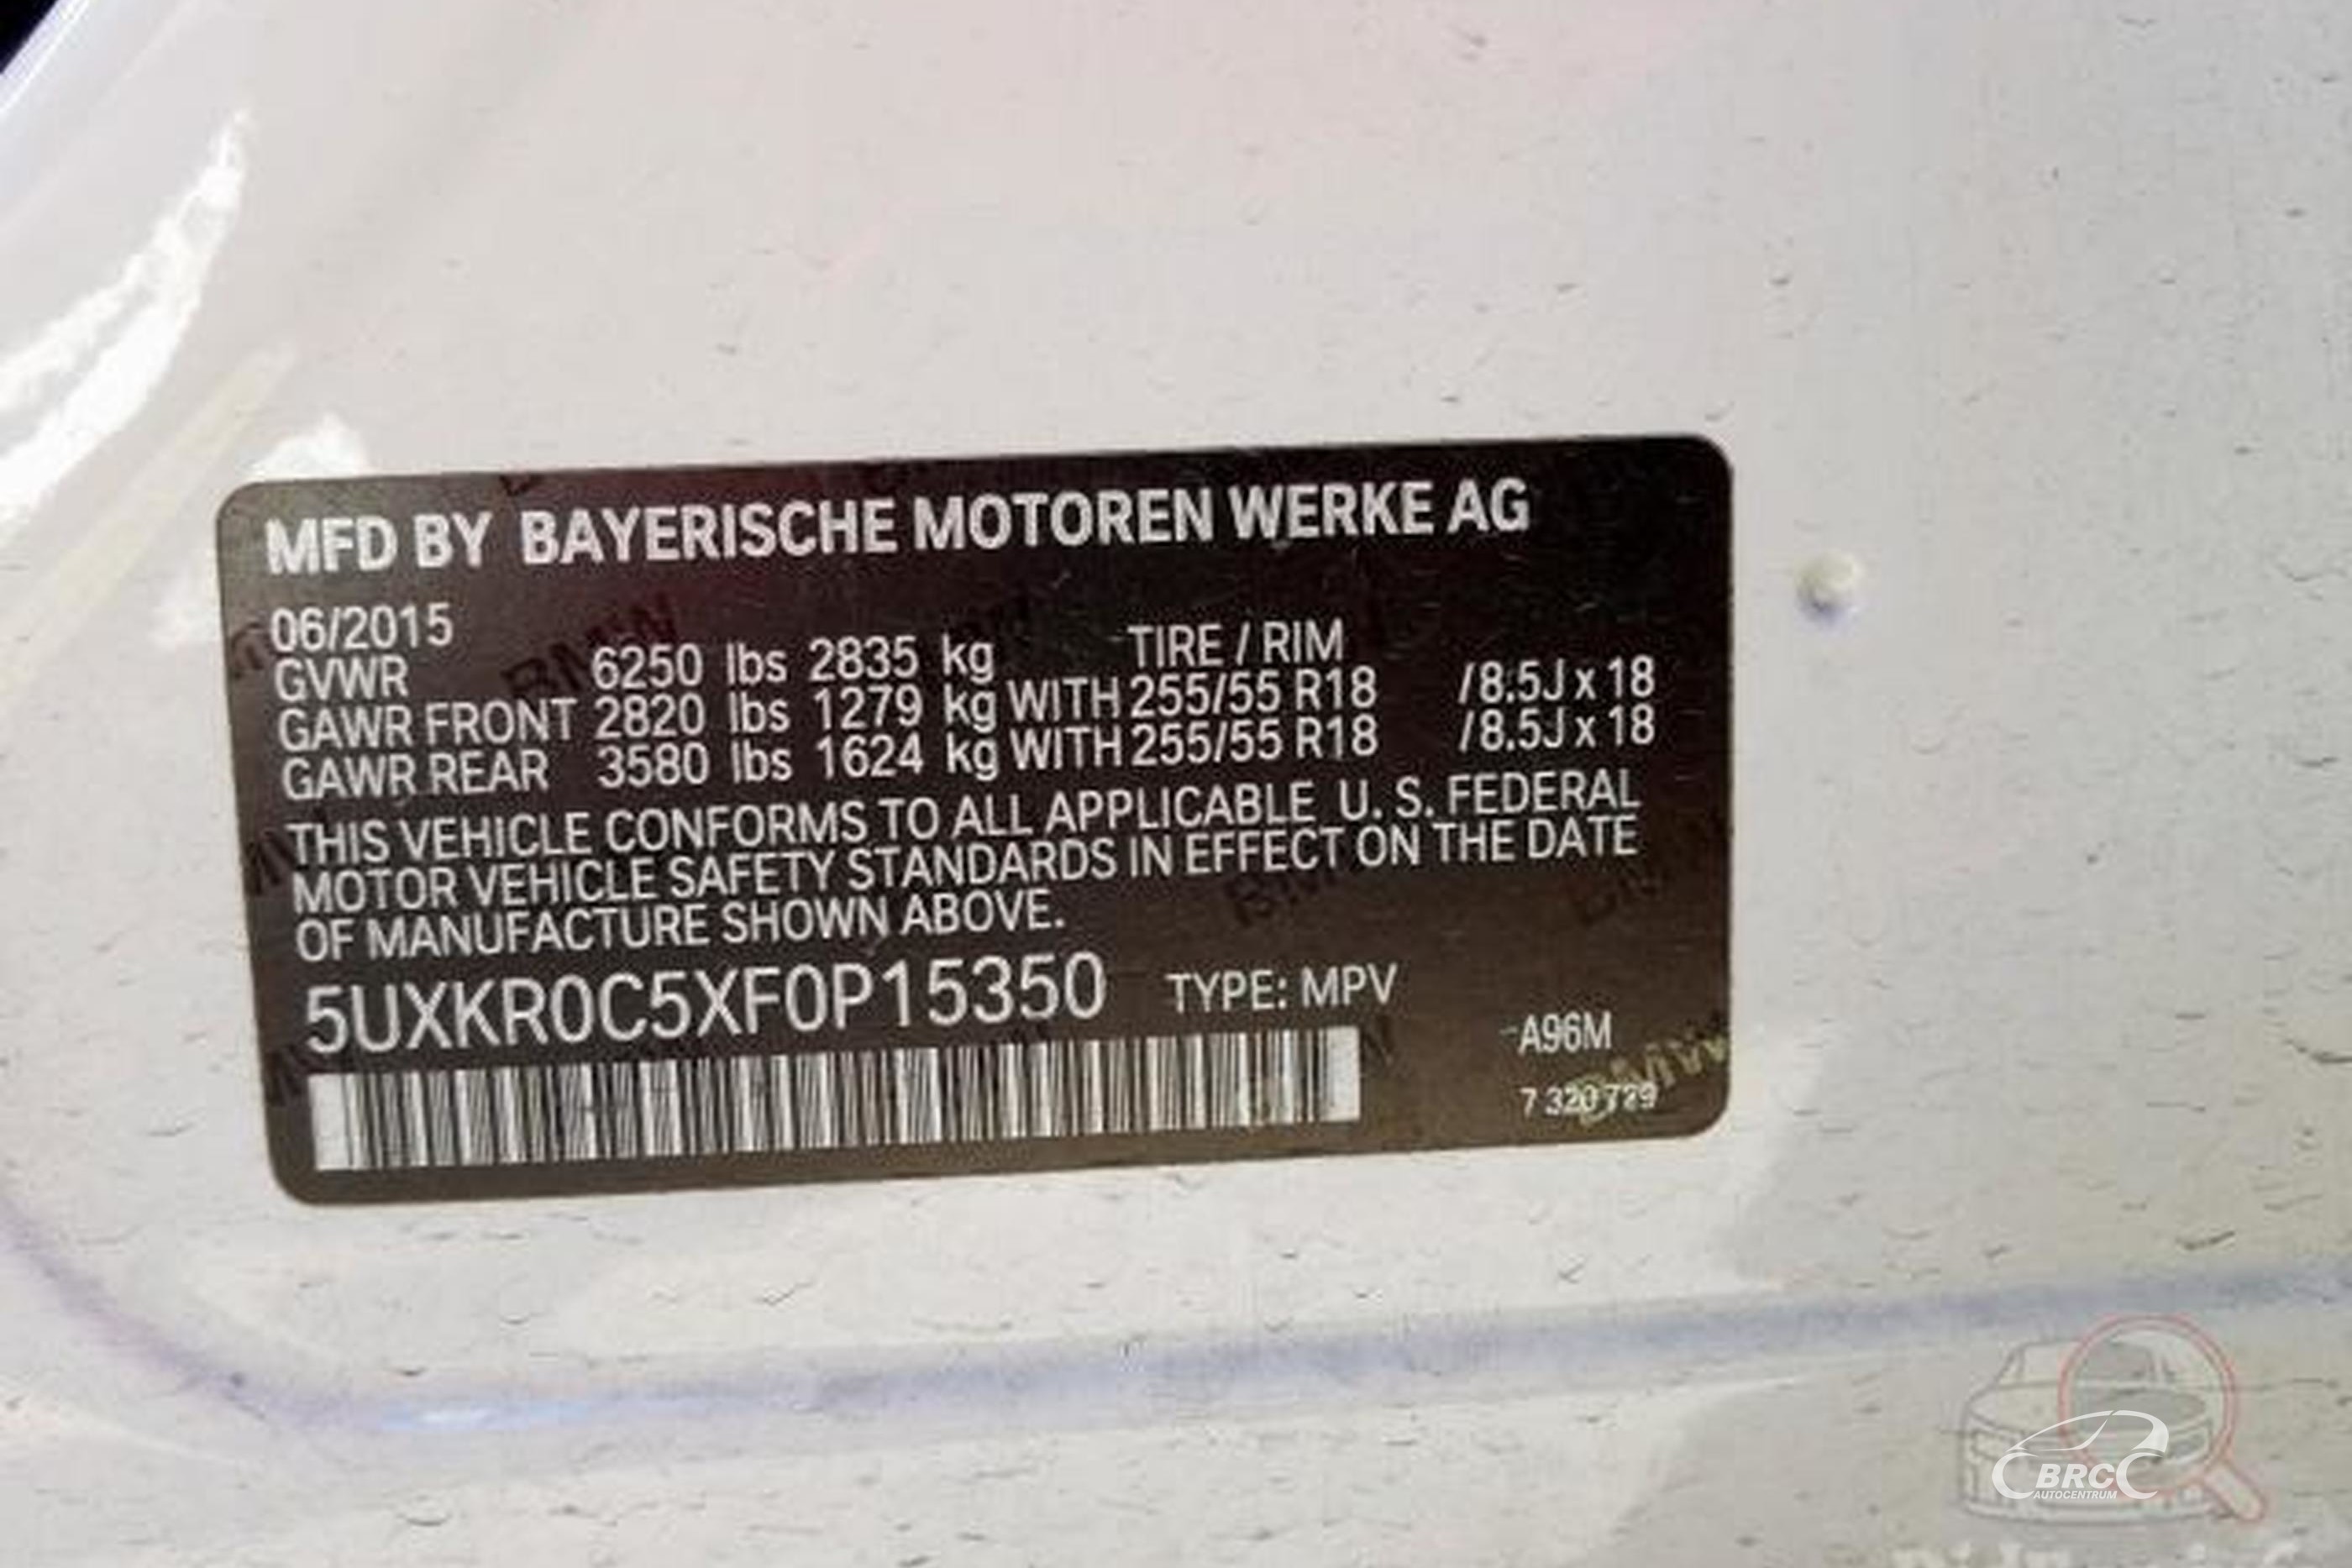 MFD BY BAYERISCHE MOTOREN WERKE AG
06/2015 TIRE / RIM
GVWR 6250 lbs 2835 kg
GAWR FRONT 2820 lbs 1279 kg WITH 255/55 R18 /8.5J x 18
GAWR REAR 3580 lbs 1624 kg WITH 255/55 R18 /8.5J x 18
THIS VEHICLE CONFORMS TO ALL APPLICABLE U. S. FEDERAL
MOTOR VEHICLE SAFETY STANDARDS IN EFFECT ON THE DATE
OF MANUFACTURE SHOWN ABOVE.
5UXKR0C5XF0P15350 TYPE: MPV
A96M
7 320 729
BMW
BRC
AUTOCENTRUM